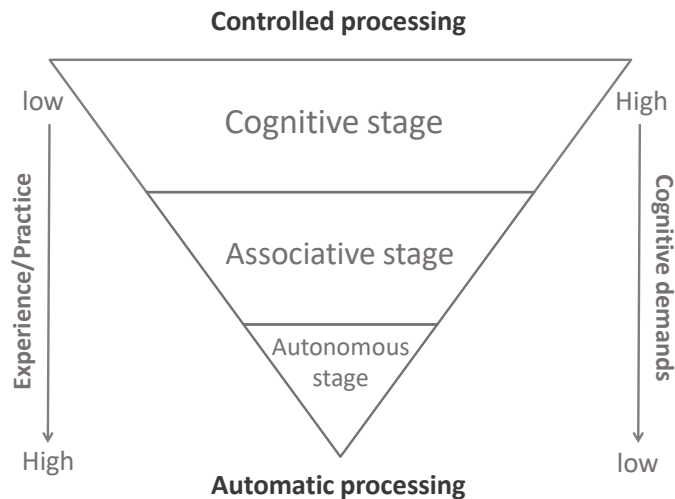 Controlled processing
low
High
Cognitive stage
Experience/Practice
Cognitive demands
Associative stage
Autonomous
stage
High
low
Automatic processing